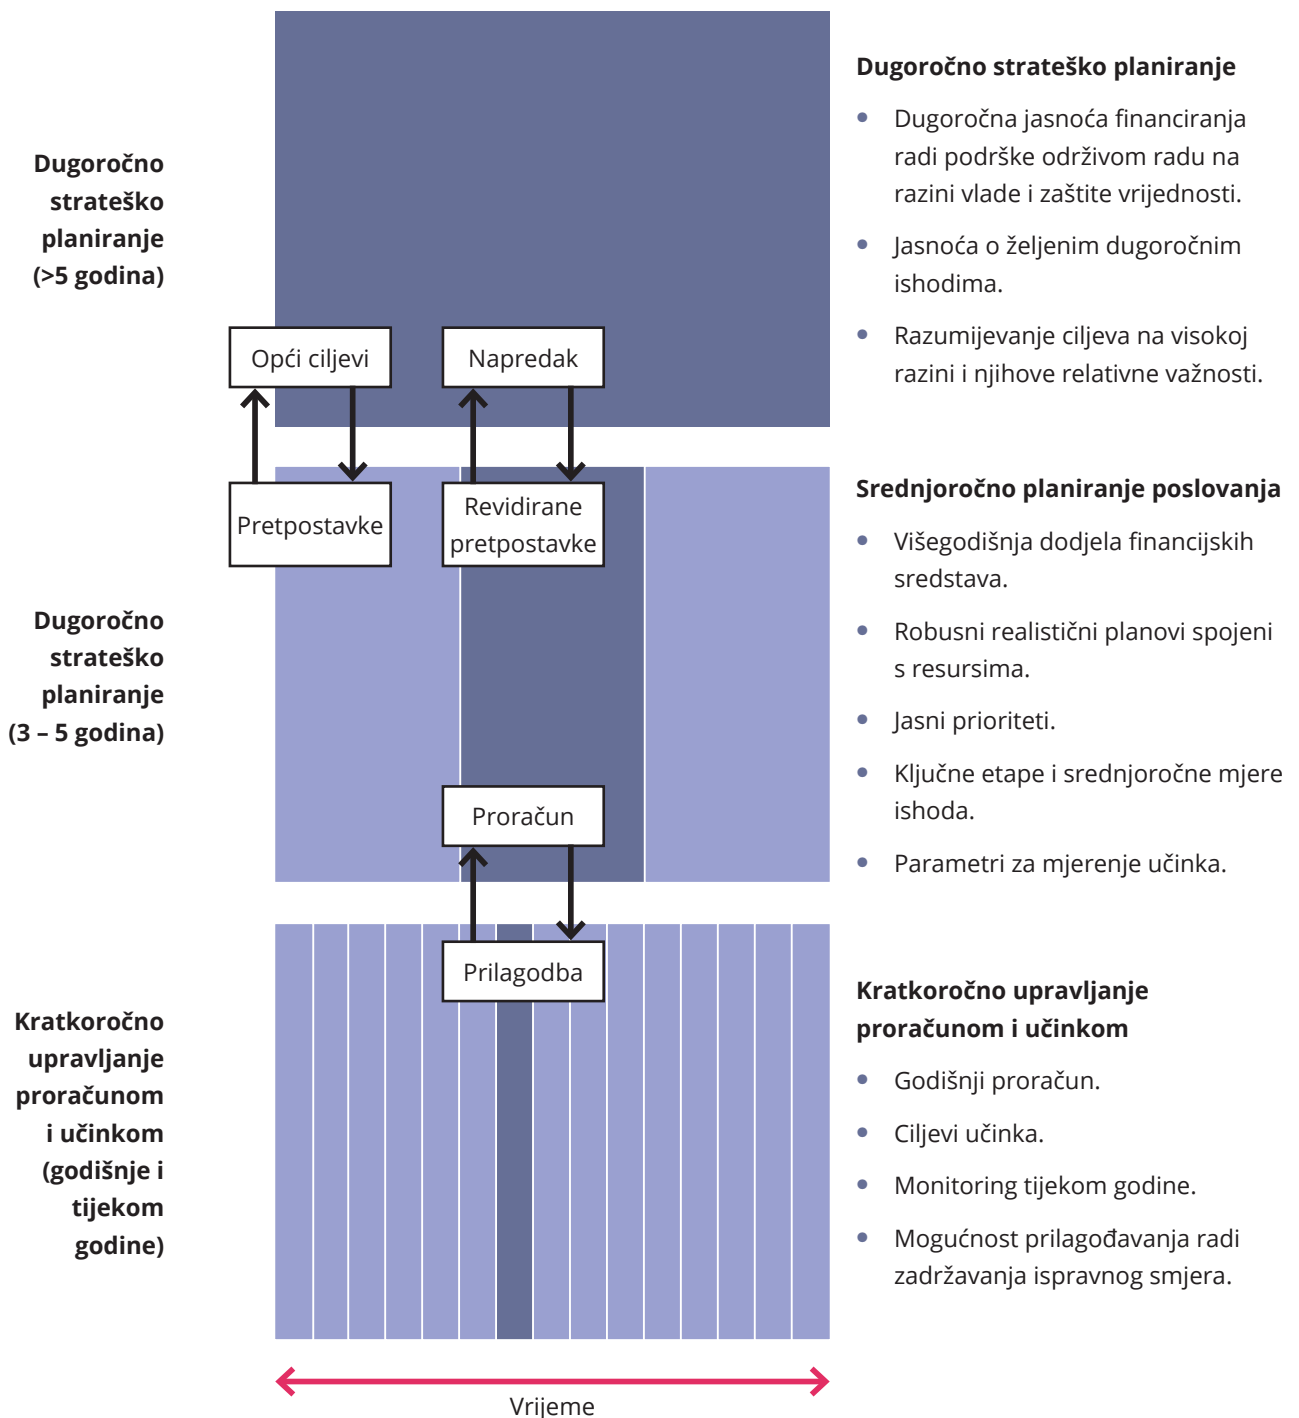 Dugoročno
strateško
planiranje
(>5 godina)
Opći ciljevi
Napredak
Dugoročno strateško planiranje
• Dugoročna jasnoća financiranja
radi podrške održivom radu na
razini vlade i zaštite vrijednosti.
• Jasnoća o željenim dugoročnim
ishodima.
• Razumijevanje ciljeva na visokoj
razini i njihove relativne važnosti.
Dugoročno
strateško
planiranje
(3 – 5 godina)
Pretpostavke
Revidirane
pretpostavke
Proračun
Srednjoročno planiranje poslovanja
• Višegodišnja dodjela financijskih
sredstava.
• Robusni realistični planovi spojeni
s resursima.
• Jasni prioriteti.
• Ključne etape i srednjoročne mjere
ishoda.
• Parametri za mjerenje učinka.
Kratkoročno
upravljanje
proračunom
i učinkom
(godišnje i
tijekom
godine)
Prilagodba
Kratkoročno upravljanje
proračunom i učinkom
• Godišnji proračun.
• Ciljevi učinka.
• Monitoring tijekom godine.
• Mogućnost prilagođavanja radi
zadržavanja ispravnog smjera.
Vrijeme